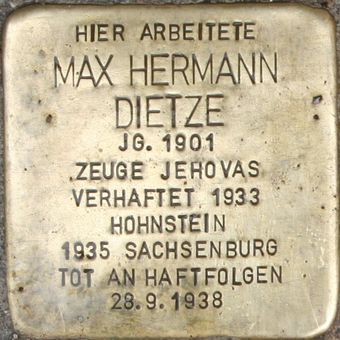 HIER ARBEITETE
MAX HERMANN
DIETZE
JG. 1901
ZEUGE JEHOVAS
VERHAFTET 1933
HOHNSTEIN
1935 SACHSENBURG
TOT AN HAFTFOLGEN
28.9.1938